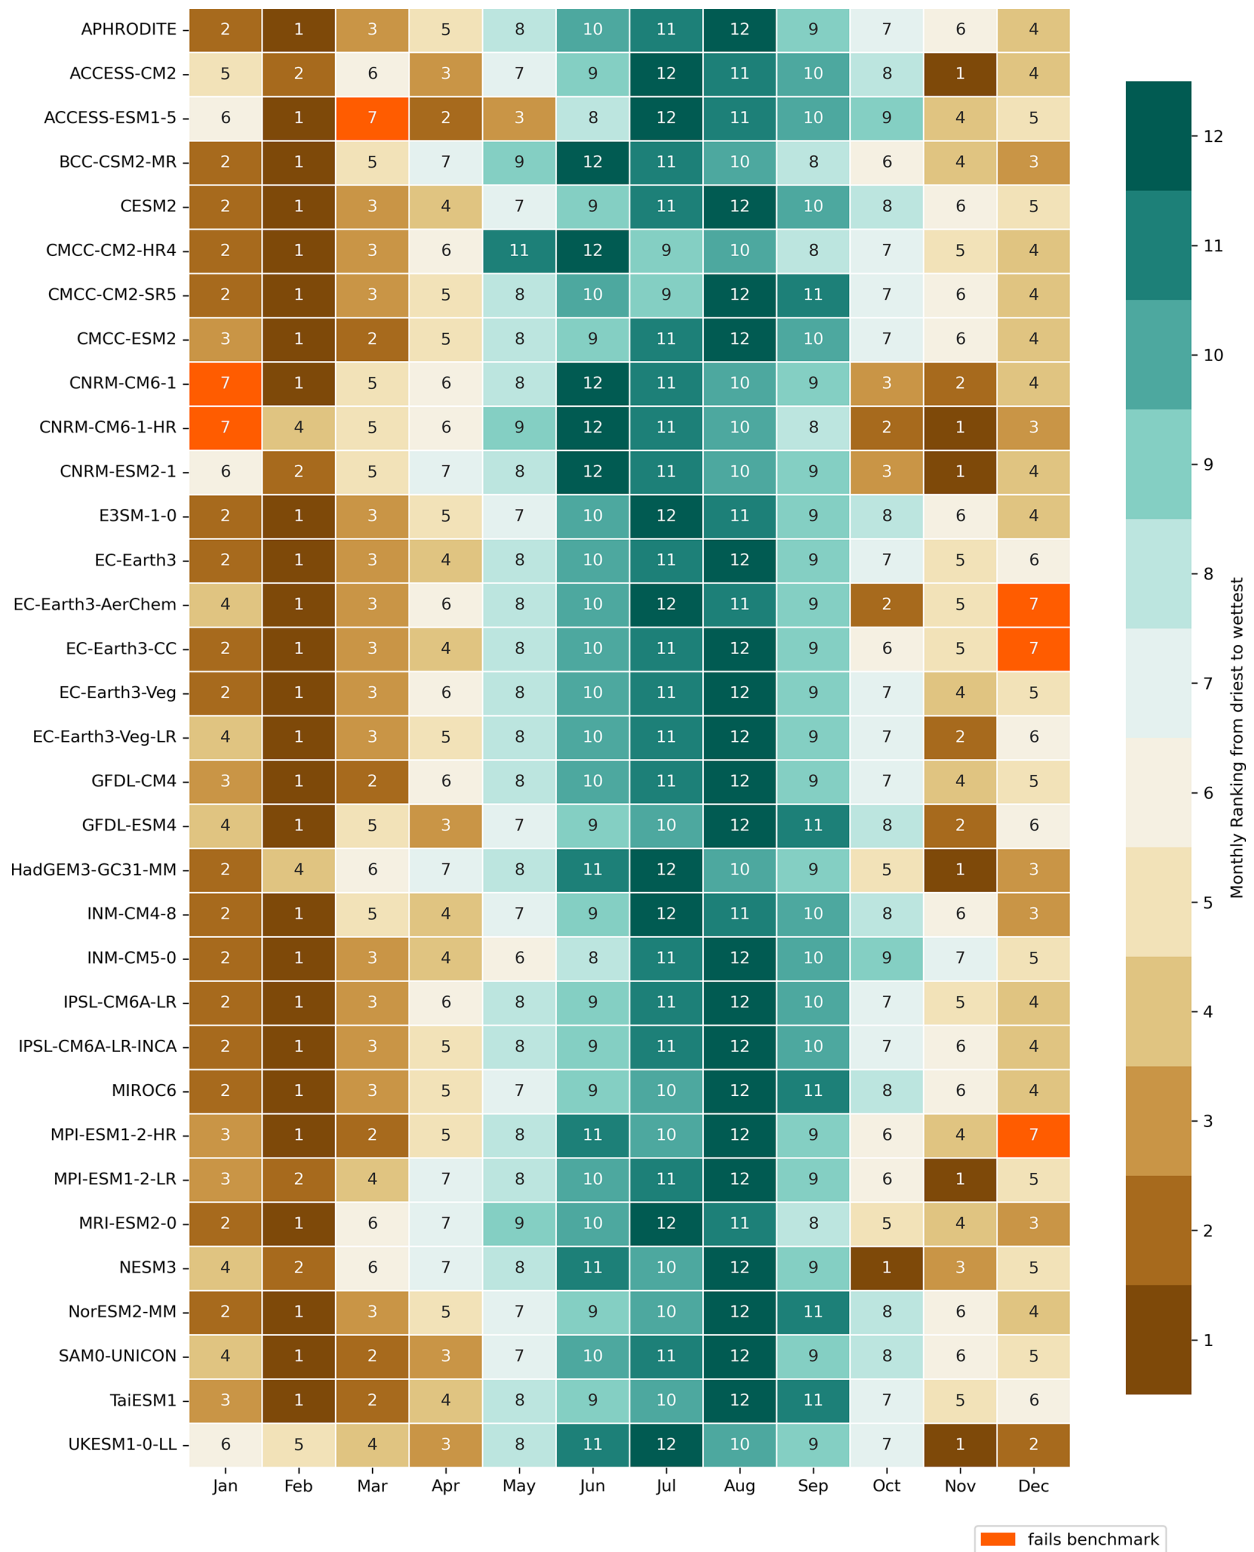 APHRODITE 2 1 3 5 8 10 11 12 9 7 6 4
ACCESS-CM2 5 2 6 3 7 9 12 11 10 8 1 4
ACCESS-ESM1-5 6 1 7 2 3 8 12 11 10 9 4 5
BCC-CSM2-MR 2 1 5 7 9 12 11 10 8 6 4 3
CESM2 2 1 3 4 7 9 11 12 10 8 6 5
CMCC-CM2-HR4 2 1 3 6 11 12 9 10 8 7 5 4
CMCC-CM2-SR5 2 1 3 5 8 10 9 12 11 7 6 4
CMCC-ESM2 3 1 2 5 8 9 11 12 10 7 6 4
CNRM-CM6-1 7 1 5 6 8 12 11 10 9 3 2 4
CNRM-CM6-1-HR 7 4 5 6 9 12 11 10 8 2 1 3
CNRM-ESM2-1 6 2 5 7 8 12 11 10 9 3 1 4
E3SM-1-0 2 1 3 5 7 10 12 11 9 8 6 4
EC-Earth3 2 1 3 4 8 10 11 12 9 7 5 6
EC-Earth3-AerChem 4 1 3 6 8 10 12 11 9 2 5 7
EC-Earth3-CC 2 1 3 4 8 10 11 12 9 6 5 7
EC-Earth3-Veg 2 1 3 6 8 10 11 12 9 7 4 5
EC-Earth3-Veg-LR 4 1 3 5 8 10 11 12 9 7 2 6
GFDL-CM4 3 1 2 6 8 10 11 12 9 7 4 5
GFDL-ESM4 4 1 5 3 7 9 10 12 11 8 2 6
HadGEM3-GC31-MM 2 4 6 7 8 11 12 10 9 5 1 3
INM-CM4-8 2 1 5 4 7 9 12 11 10 8 6 3
INM-CM5-0 2 1 3 4 6 8 11 12 10 9 7 5
IPSL-CM6A-LR 2 1 3 6 8 9 11 12 10 7 5 4
IPSL-CM6A-LR-INCA 2 1 3 5 8 9 11 12 10 7 6 4
MIROC6 2 1 3 5 7 9 10 12 11 8 6 4
MPI-ESM1-2-HR 3 1 2 5 8 11 10 12 9 6 4 7
MPI-ESM1-2-LR 3 2 4 7 8 10 11 12 9 6 1 5
MRI-ESM2-0 2 1 6 7 9 10 12 11 8 5 4 3
NESM3 4 2 6 7 8 11 10 12 9 1 3 5
NorESM2-MM 2 1 3 5 7 9 10 12 11 8 6 4
SAM0-UNICON 4 1 2 3 7 10 11 12 9 8 6 5
TaiESM1 3 1 2 4 8 9 10 12 11 7 5 6
UKESM1-0-LL 6 5 4 3 8 11 12 10 9 7 1 2
Jan Feb Mar Apr May Jun Jul Aug Sep Oct Nov Dec
12
11
10
9
8
7
6
5
4
3
2
1
Monthly Ranking from driest to wettest
fails benchmark